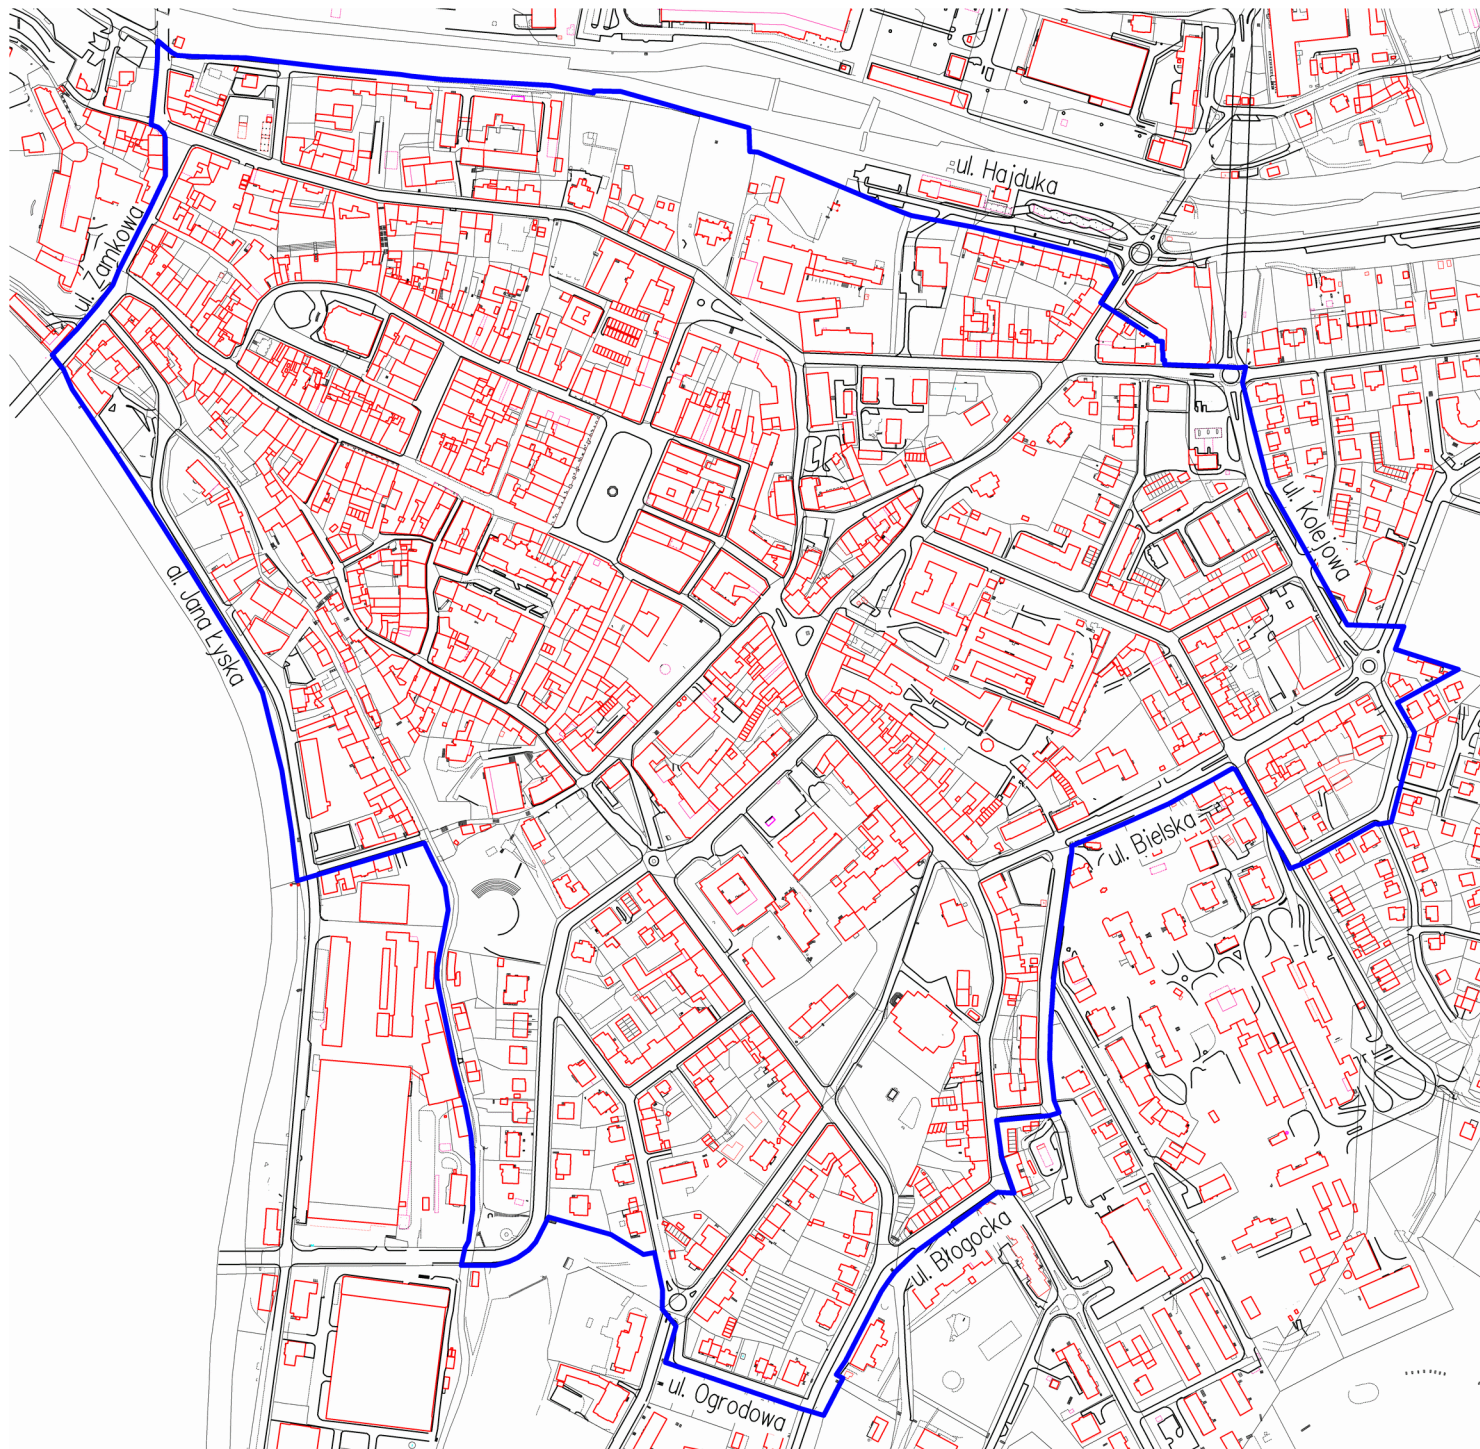 ul. Hajduka
ul. Zamkowa
ul. Kolejowa
al. Jana Łyska
ul. Bielska
ul. Błogocka
ul. Ogrodowa